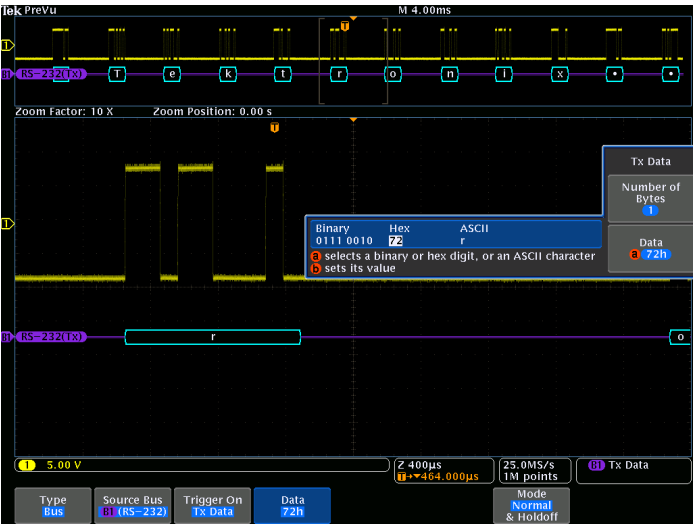 Tek PreVu M 4.00ms
T
1
B1 RS-232(Tx) T e k t r o n i x • •
Zoom Factor: 10 X Zoom Position: 0.00 s
T
Tx Data
Number of
Bytes
1
1
Binary Hex ASCII
0111 0010 72 r
Data
a 72h
a selects a binary or hex digit, or an ASCII character
b sets its value
B1 RS-232(Tx) r o
1 5.00 V
Z 400µs
T→▼464.000µs
25.0MS/s
1M points
B1 Tx Data
Type
Bus
Source Bus
B1 (RS-232)
Trigger On
Tx Data
Data
72h
Mode
Normal
& Holdoff